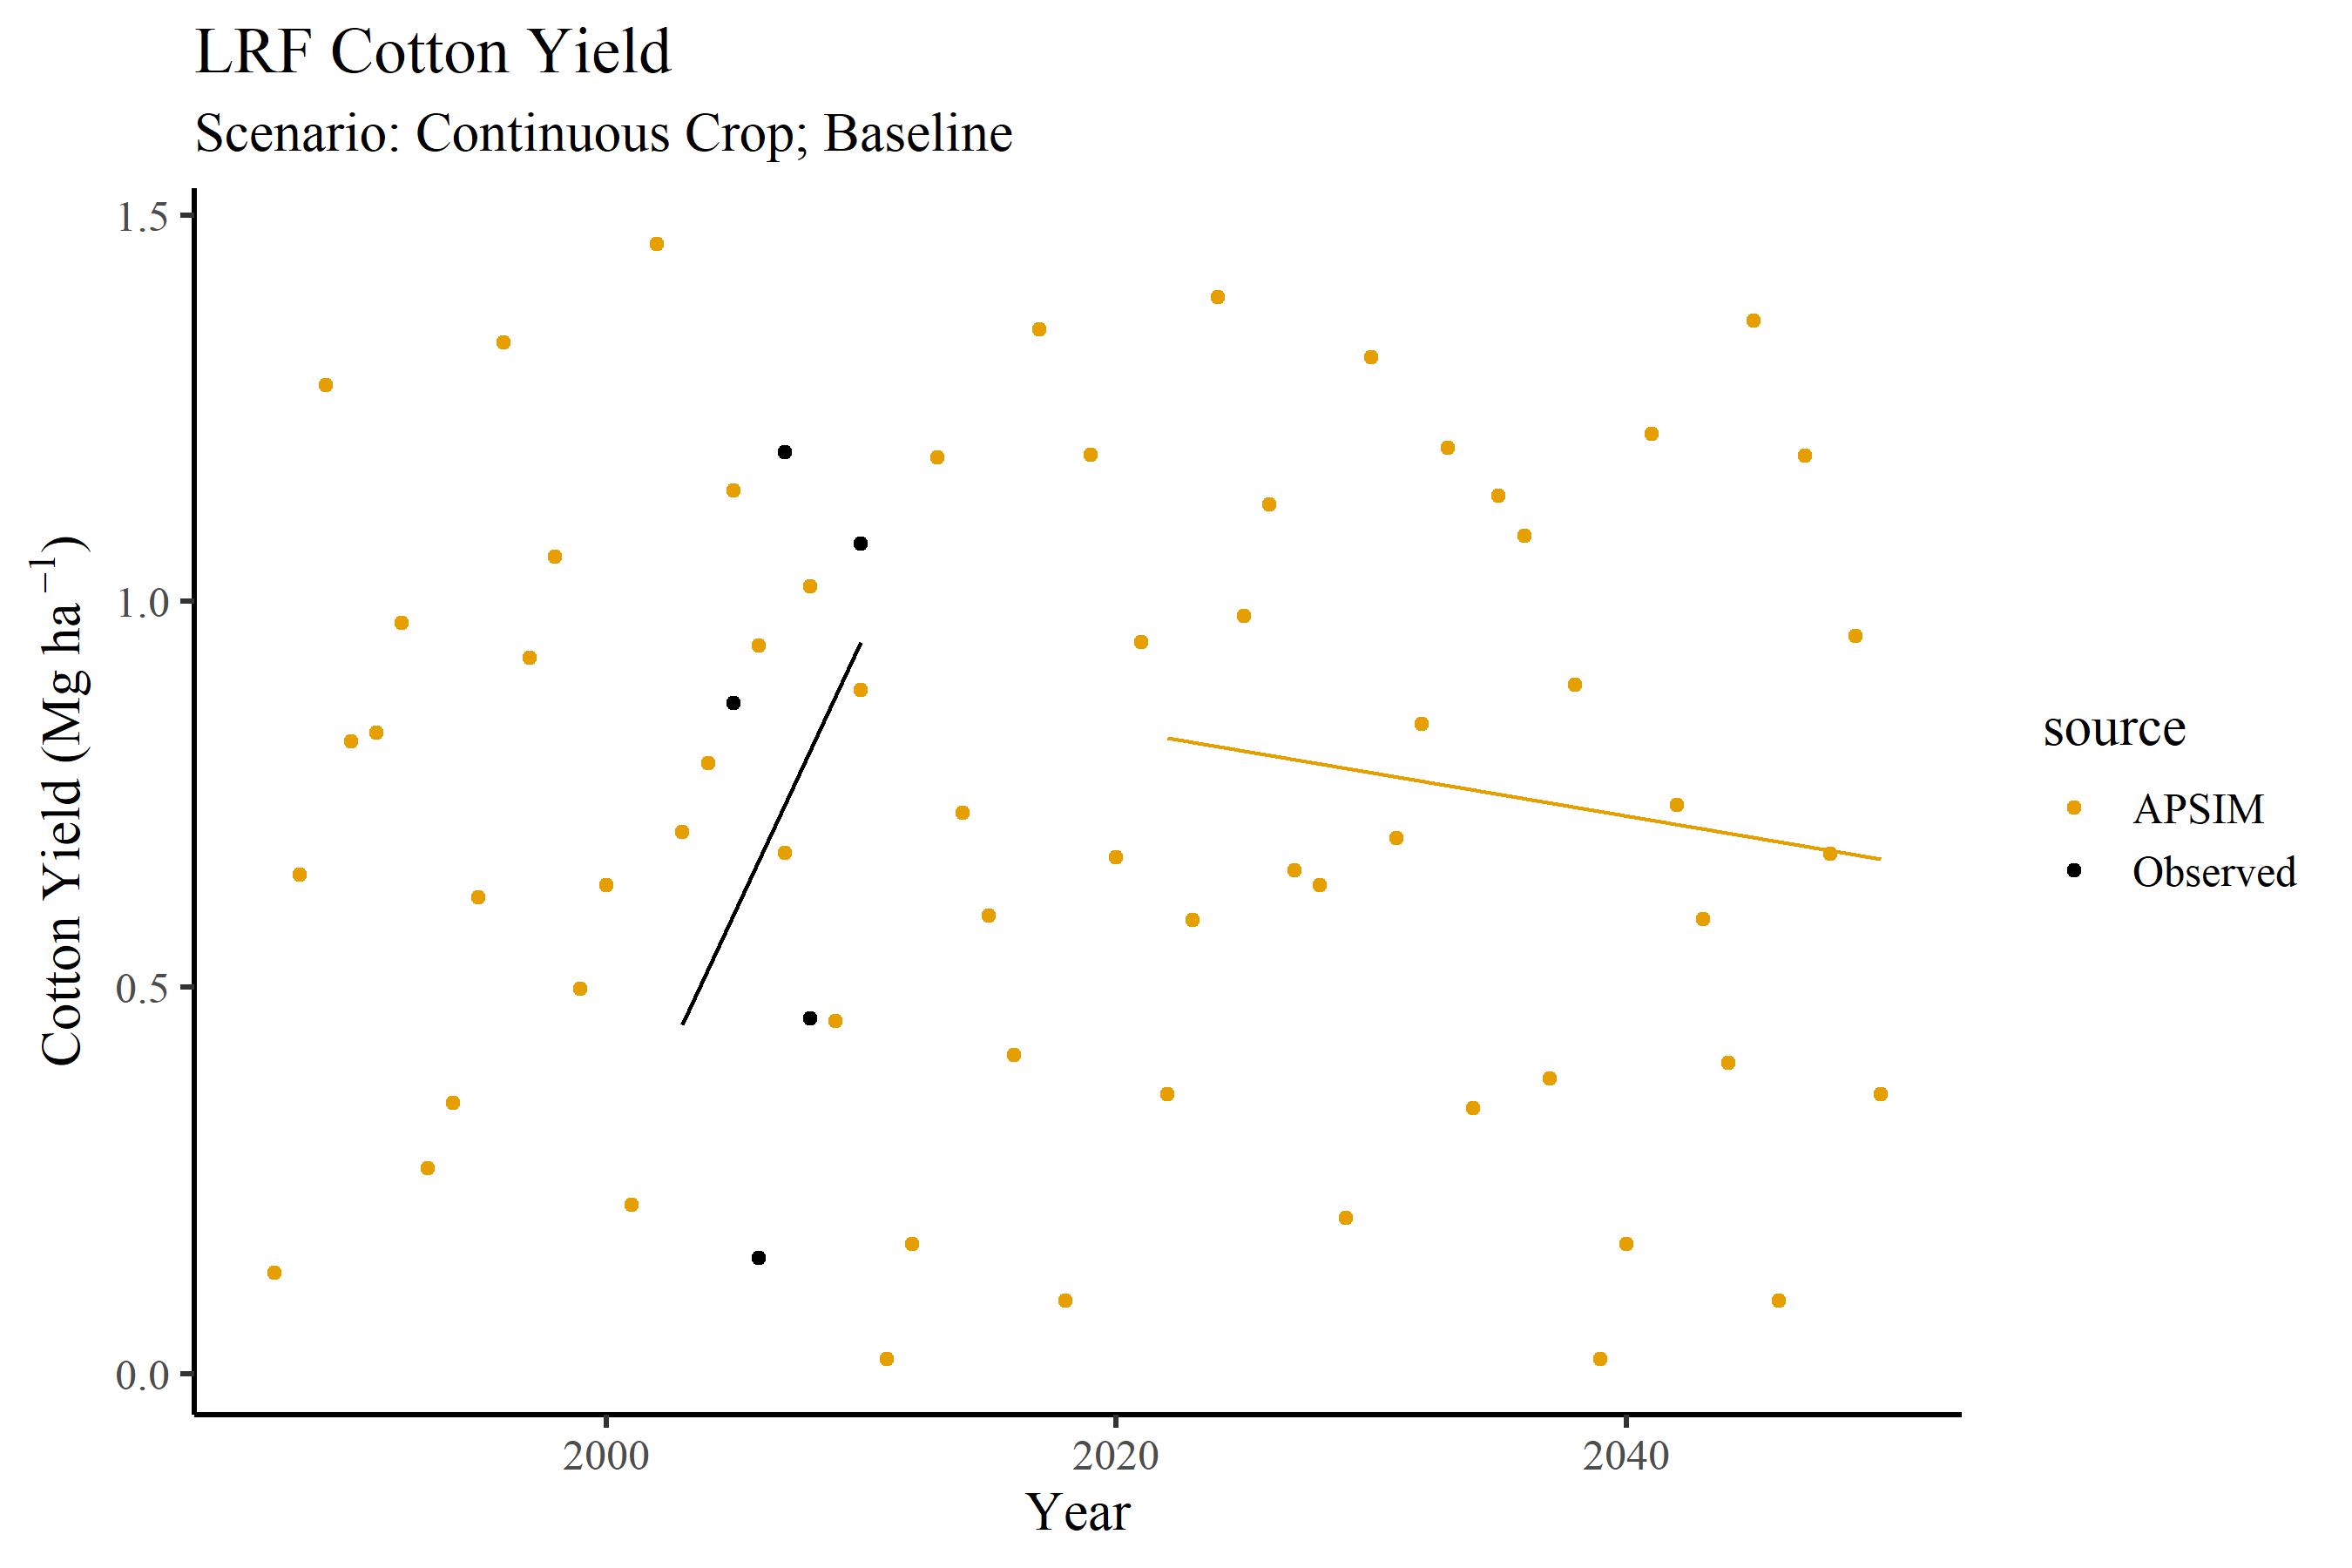 LRF Cotton Yield
Scenario: Continuous Crop; Baseline
Cotton Yield (Mg ha⁻¹)
1.5
1.0
0.5
0.0
2000 2020 2040
Year
source
APSIM
Observed